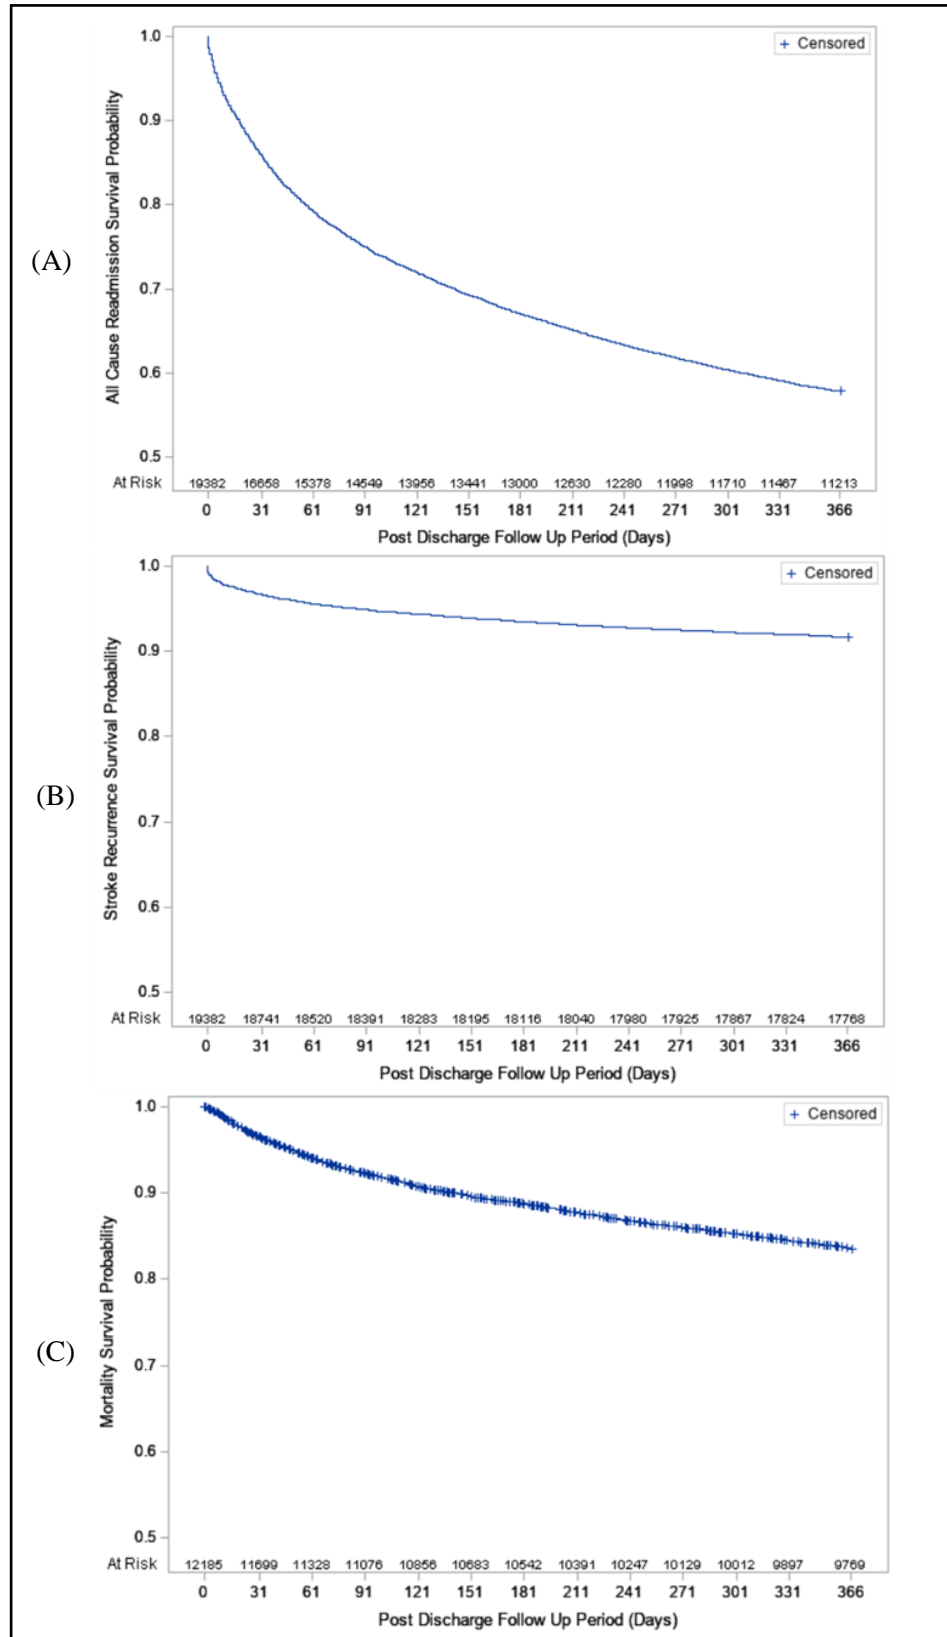 (A)
All Cause Readmission Survival Probability
+ Censored
1.0
0.9
0.8
0.7
0.6
0.5
At Risk 19382 16658 15378 14549 13956 13441 13000 12630 12280 11998 11710 11467 11213
0 31 61 91 121 151 181 211 241 271 301 331 366
Post Discharge Follow Up Period (Days)
(B)
Stroke Recurrence Survival Probability
+ Censored
1.0
0.9
0.8
0.7
0.6
0.5
At Risk 19382 18741 18520 18391 18283 18195 18116 18040 17980 17925 17867 17824 17768
0 31 61 91 121 151 181 211 241 271 301 331 366
Post Discharge Follow Up Period (Days)
(C)
Mortality Survival Probability
+ Censored
1.0
0.9
0.8
0.7
0.6
0.5
At Risk 12185 11699 11328 11076 10856 10683 10542 10391 10247 10129 10012 9897 9769
0 31 61 91 121 151 181 211 241 271 301 331 366
Post Discharge Follow Up Period (Days)